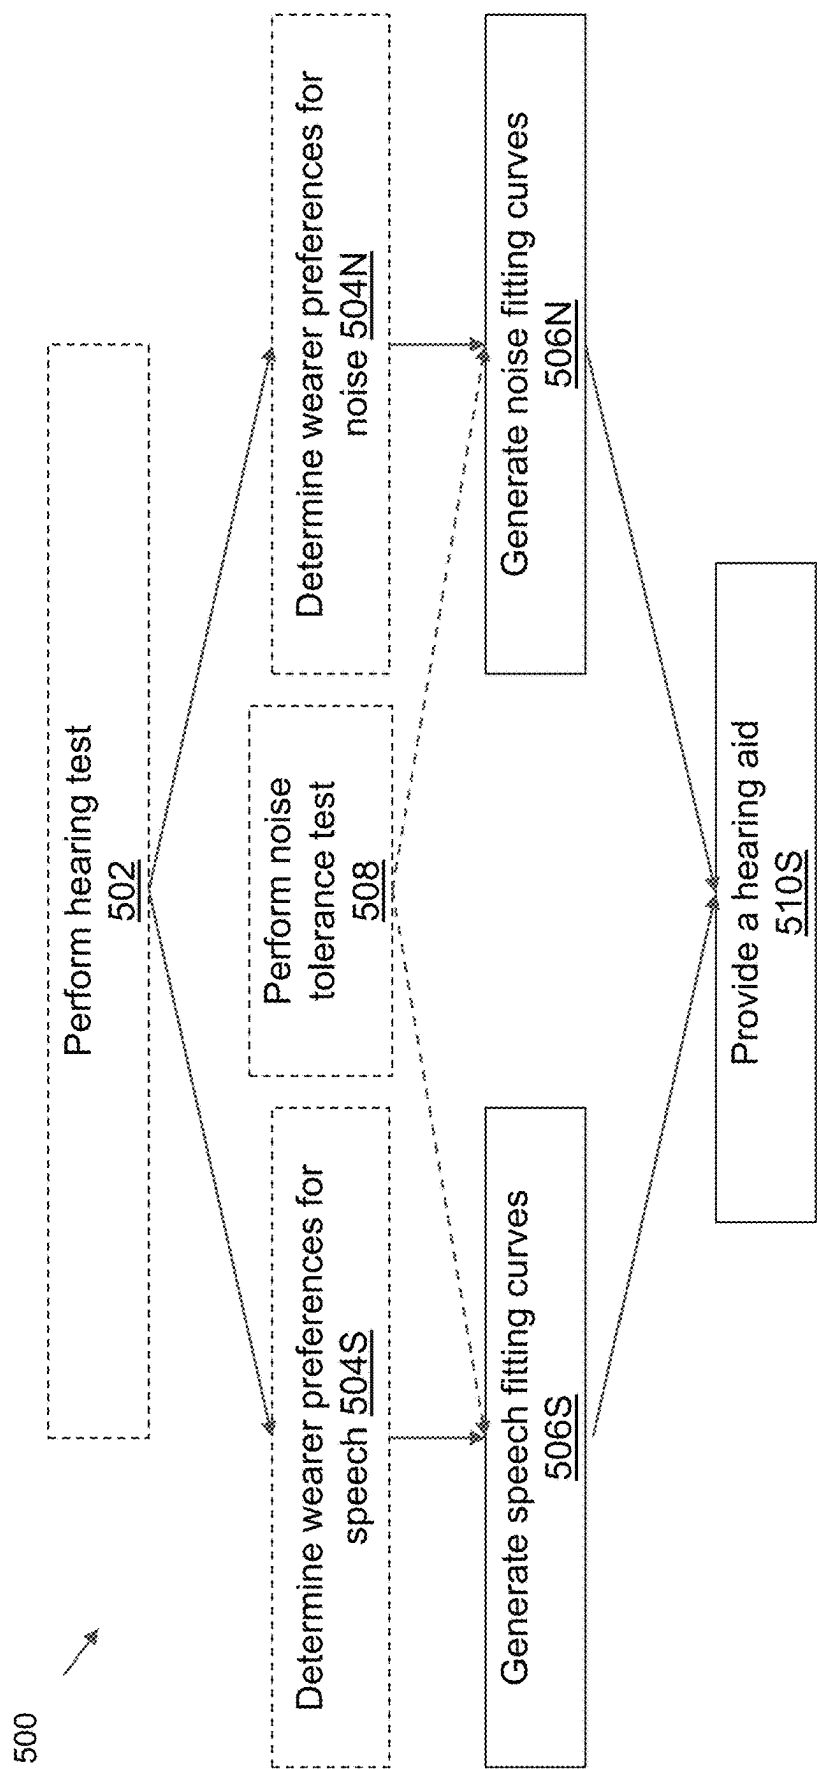 500
Perform hearing test
502
Determine wearer preferences for
speech 504S
Perform noise
tolerance test
508
Determine wearer preferences for
noise 504N
Generate speech fitting curves
506S
Generate noise fitting curves
506N
Provide a hearing aid
510S